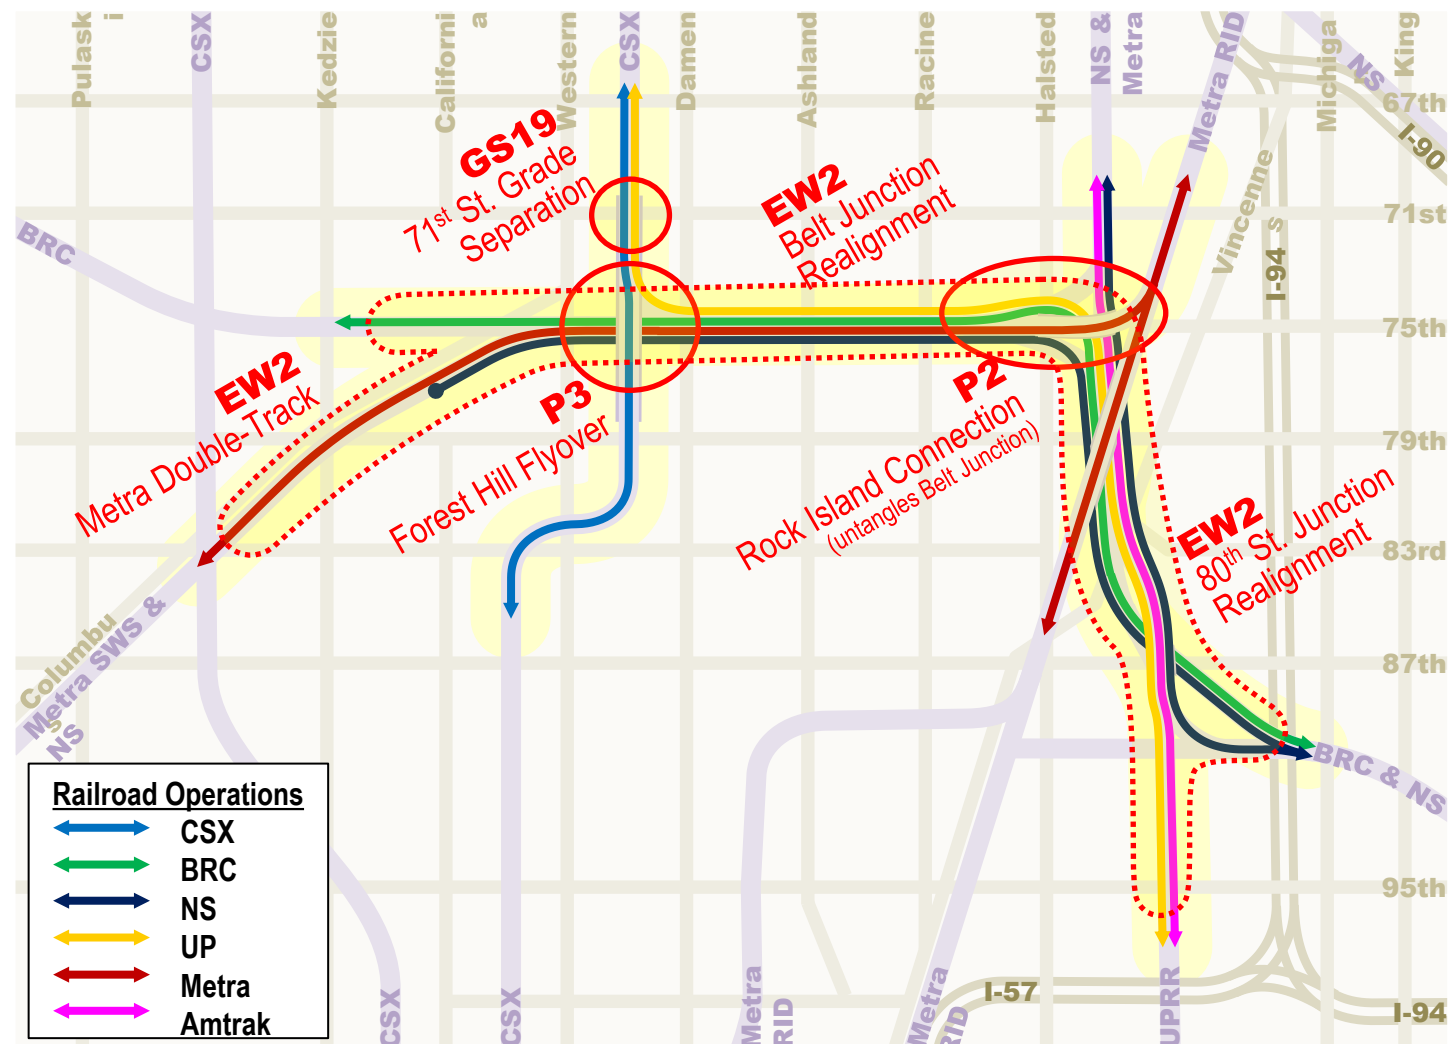 Pulask
i
CSX
Kedzie
Californi
a
Western
CSX
Damen
Ashland
Racine
Halsted
NS &
Metra
Metra RID
NS
Michiga
King
67th
I-90
71st
Vincenne
s
I-94
75th
79th
83rd
87th
95th
BRC
GS19
71st St. Grade
Separation
EW2
Belt Junction
Realignment
EW2
Metra Double-Track
P3
Forest Hill Flyover
P2
Rock Island Connection
(untangles Belt Junction)
EW2
80th St. Junction
Realignment
Columbu
s
Metra SWS &
NS
BRC & NS
Railroad Operations
CSX
BRC
NS
UP
Metra
Amtrak
CSX
CSX
Metra
RID
Metra
RID
I-57
UPRR
I-94